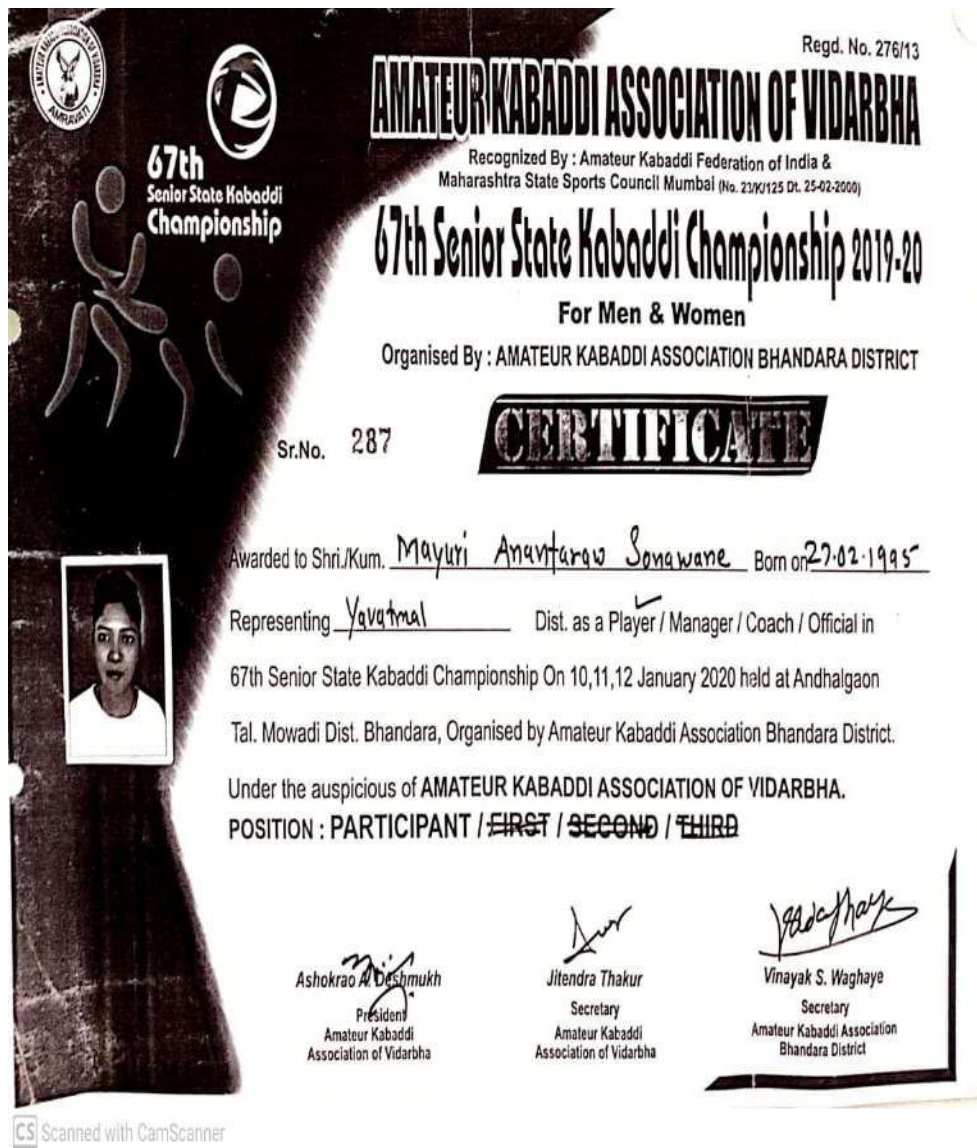 Regd. No. 276/13
AMATEUR KABADDI ASSOCIATION OF VIDARBHA
AMATEUR KABADDI ASSOCIATION OF VIDARBHA
AMRAVATI
Recognized By : Amateur Kabaddi Federation of India &
Maharashtra State Sports Council Mumbai (No. 23/K/125 Dt. 25-02-2000)
67th
Senior State Kabaddi
Championship
67th Senior State Kabaddi Championship 2019-20
For Men & Women
Organised By : AMATEUR KABADDI ASSOCIATION BHANDARA DISTRICT
CERTIFICATE
Sr.No. 287
Awarded to Shri./Kum. Mayuri Anantaraw Sonawane Born on 27.02.1995
Representing Yavatmal Dist. as a Player / Manager / Coach / Official in
67th Senior State Kabaddi Championship On 10,11,12 January 2020 held at Andhalgaon
Tal. Mowadi Dist. Bhandara, Organised by Amateur Kabaddi Association Bhandara District.
Under the auspicious of AMATEUR KABADDI ASSOCIATION OF VIDARBHA.
POSITION : PARTICIPANT / FIRST / SECOND / THIRD
Ashokrao A. Deshmukh
President
Amateur Kabaddi
Association of Vidarbha
Jitendra Thakur
Secretary
Amateur Kabaddi
Association of Vidarbha
Vinayak S. Waghaye
Secretary
Amateur Kabaddi Association
Bhandara District
CS Scanned with CamScanner